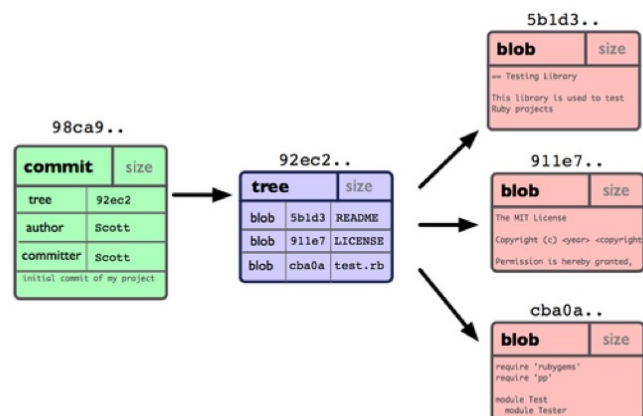 98ca9..
commit size
tree 92ec2
author Scott
committer Scott
initial commit of my project
92ec2..
tree size
blob 5b1d3 README
blob 911e7 LICENSE
blob cba0a test.rb
5b1d3..
blob size
== Testing Library
This library is used to test
Ruby projects
911e7..
blob size
The MIT License
Copyright (c) <year> <copyright
Permission is hereby granted,
cba0a..
blob size
require 'rubygems'
require 'pp'
module Test
module Tester